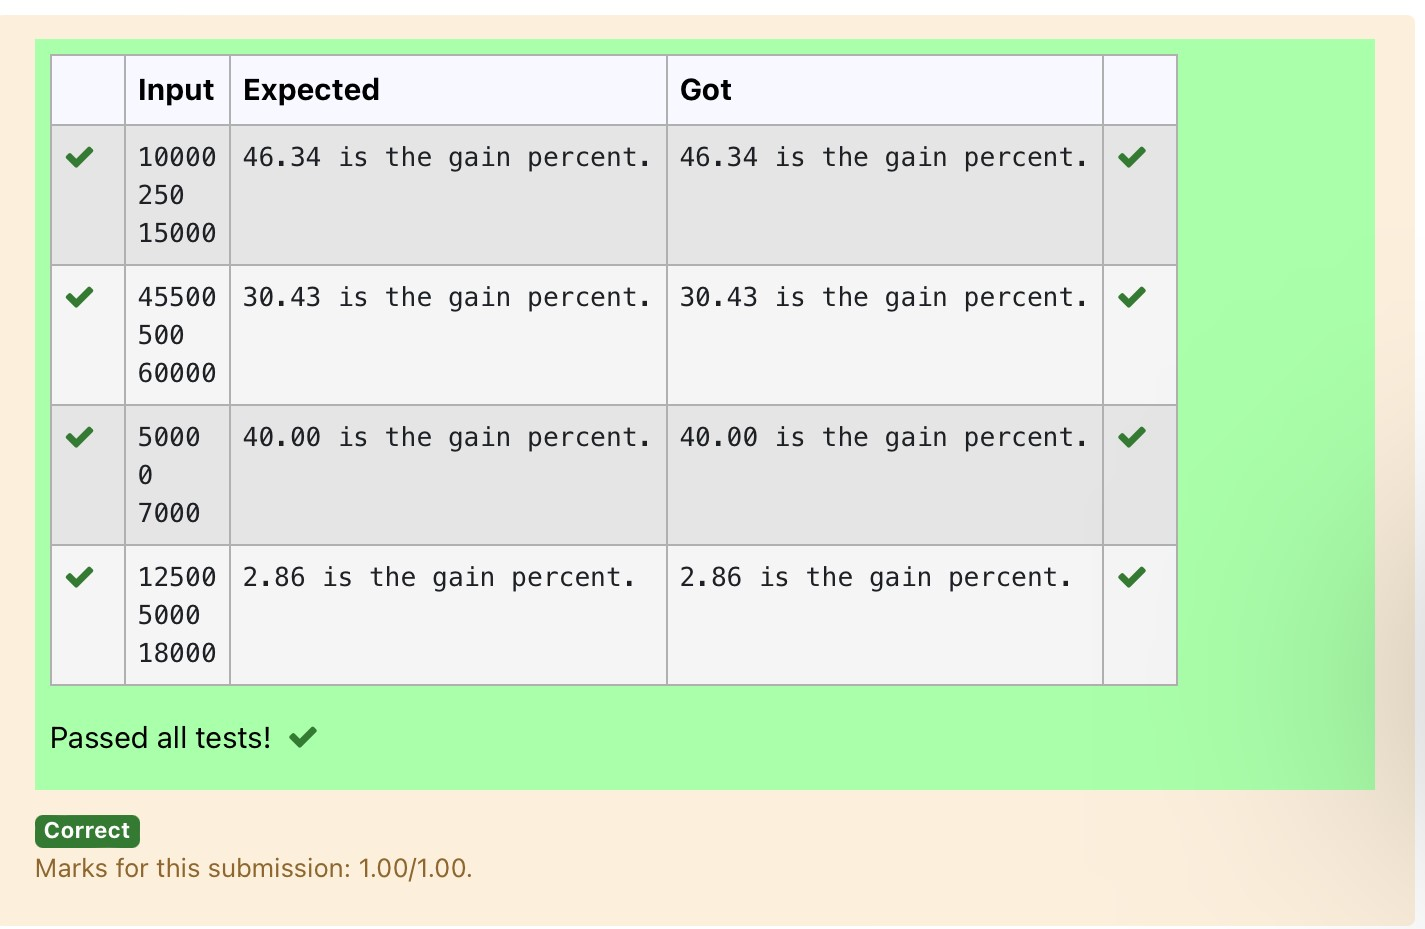 Input Expected Got
10000 46.34 is the gain percent. 46.34 is the gain percent.
250
15000
45500 30.43 is the gain percent. 30.43 is the gain percent.
500
60000
5000 40.00 is the gain percent. 40.00 is the gain percent.
0
7000
12500 2.86 is the gain percent. 2.86 is the gain percent.
5000
18000
Passed all tests!
Correct
Marks for this submission: 1.00/1.00.